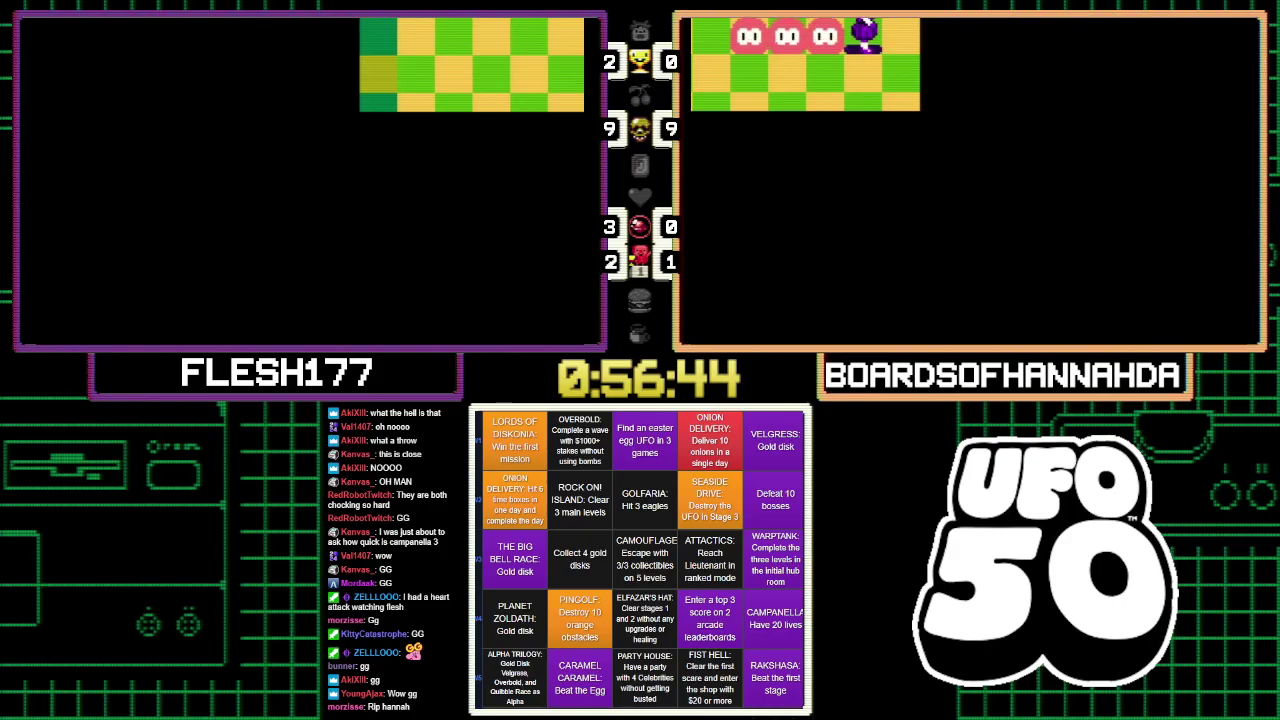 2 0
9 9
3 0
2 1
1
FLESH177
0:56:44
BOARDSOFHANNAHDA
AkiXIII: what the hell is that
Val1407: oh noooo
AkiXIII: what a throw
Kanvas_: this is close
AkiXIII: NOOOO
Kanvas_: OH MAN
RedRobotTwitch: They are both
chocking so hard
RedRobotTwitch: GG
Kanvas_: I was just about to
ask how quick is campanella 3
Val1407: wow
Kanvas_: GG
Mordaak: GG
ZELLLOOO: I had a heart
attack watching flesh
morzisse: Gg
KittyCatastrophe: GG
ZELLLOOO:
bunner: gg
AkiXIII: gg
YoungAjax: Wow gg
morzisse: Rip hannah
LORDS OF
DISKONIA:
Win the first
mission
OVERBOLD:
Complete a wave
with $1000+
stakes without
using bombs
Find an easter
egg UFO in 3
games
ONION
DELIVERY:
Deliver 10
onions in a
single day
VELGRESS:
Gold disk
ONION
DELIVERY: Hit 6
time boxes in
one day and
complete the day
ROCK ON!
ISLAND: Clear
3 main levels
GOLFARIA:
Hit 3 eagles
SEASIDE
DRIVE:
Destroy the
UFO in Stage 3
Defeat 10
bosses
THE BIG
BELL RACE:
Gold disk
Collect 4 gold
disks
CAMOUFLAGE
Escape with
3/3 collectibles
on 5 levels
ATTACTICS:
Reach
Lieutenant in
ranked mode
WARPTANK:
Complete the
three levels in
the initial hub
room
PLANET
ZOLDATH:
Gold disk
PINGOLF:
Destroy 10
orange
obstacles
ELFAZAR'S HAT:
Clear stages 1
and 2 without any
upgrades or
healing
Enter a top 3
score on 2
arcade
leaderboards
CAMPANELLA
Have 20 lives
ALPHA TRILOGY:
Gold Disk
Velgress,
Overbold, and
Quibble Race as
Alpha
CARAMEL
CARAMEL:
Beat the Egg
PARTY HOUSE:
Have a party
with 4 Celebrities
without getting
busted
FIST HELL:
Clear the first
scare and enter
the shop with
$20 or more
RAKSHASA:
Beat the first
stage
UFO
50
TM